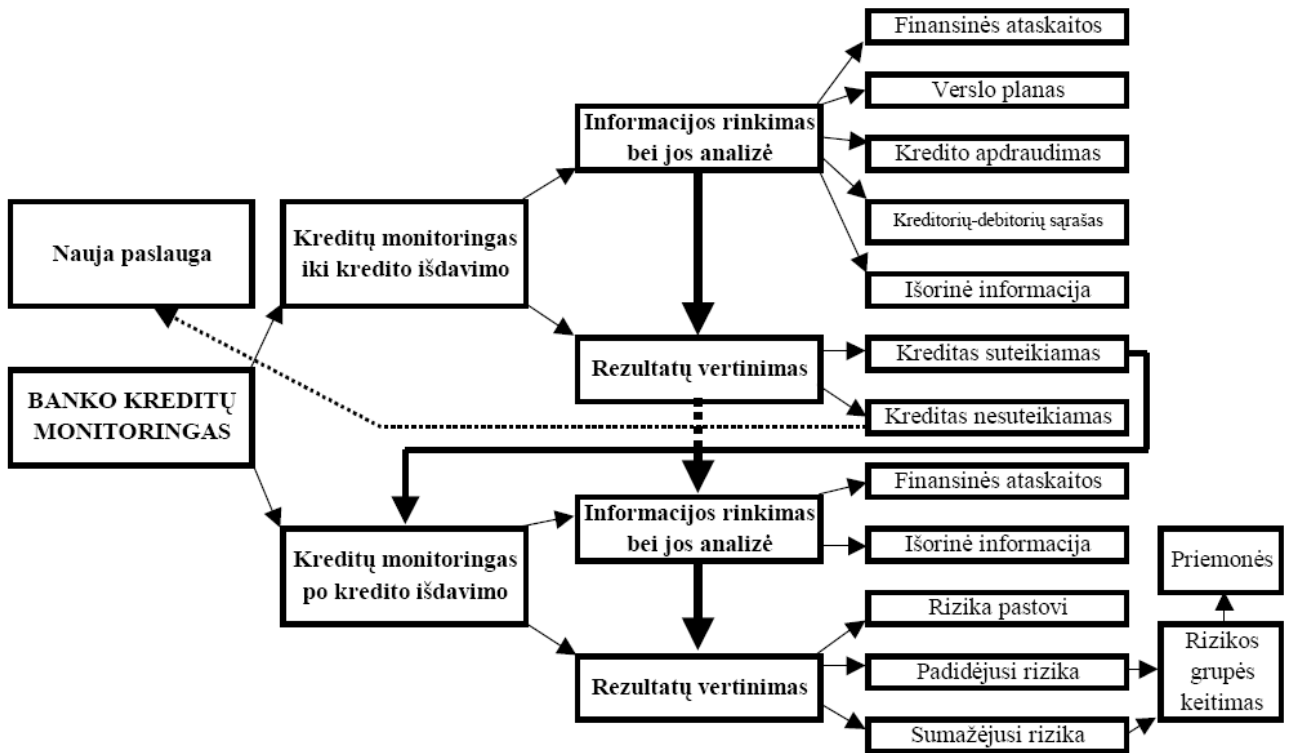 Finansinės ataskaitos
Verslo planas
Informacijos rinkimas
bei jos analizė
Kredito apdraudimas
Kreditorių-debitorių sąrašas
Nauja paslauga
Kreditų monitoringas
iki kredito išdavimo
Išorinė informacija
Rezultatų vertinimas
Kreditas suteikiamas
BANKO KREDITŲ
MONITORINGAS
Kreditas nesuteikiamas
Finansinės ataskaitos
Informacijos rinkimas
bei jos analizė
Išorinė informacija
Priemonės
Kreditų monitoringas
po kredito išdavimo
Rizika pastovi
Rezultatų vertinimas
Padidėjusi rizika
Rizikos
grupės
keitimas
Sumažėjusi rizika